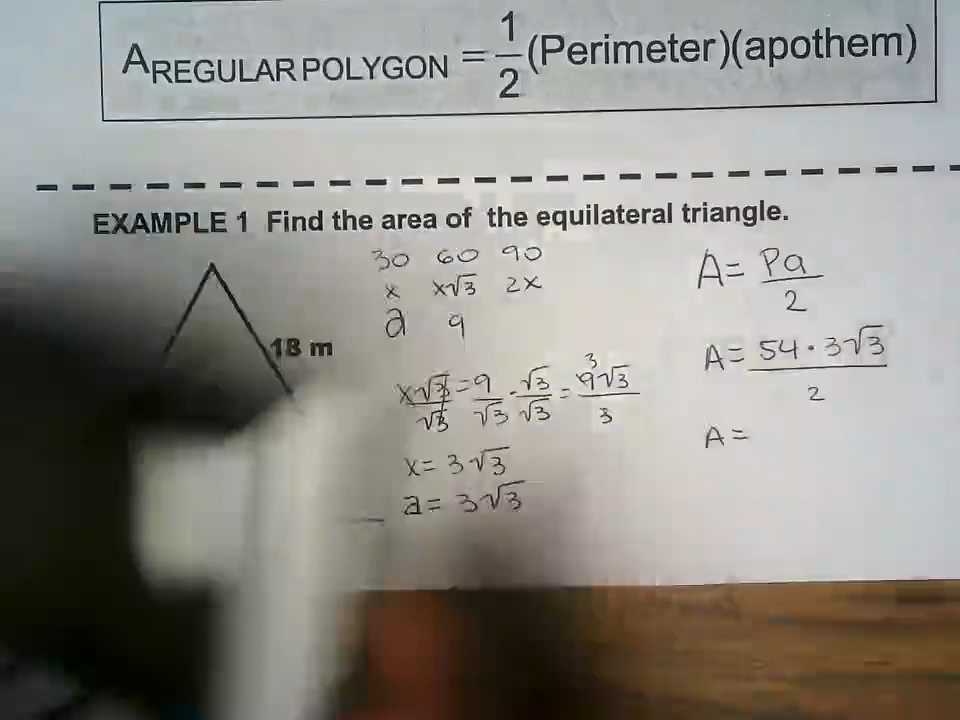 A REGULAR POLYGON = 1/2 (Perimeter)(apothem)
EXAMPLE 1 Find the area of the equilateral triangle.
18 m
30 60 90
x x√3 2x
a 9
x√3/√3 = 9/√3 · √3/√3 = 3 9√3/3
x = 3√3
a = 3√3
A = Pa/2
A = 54 · 3√3/2
A =